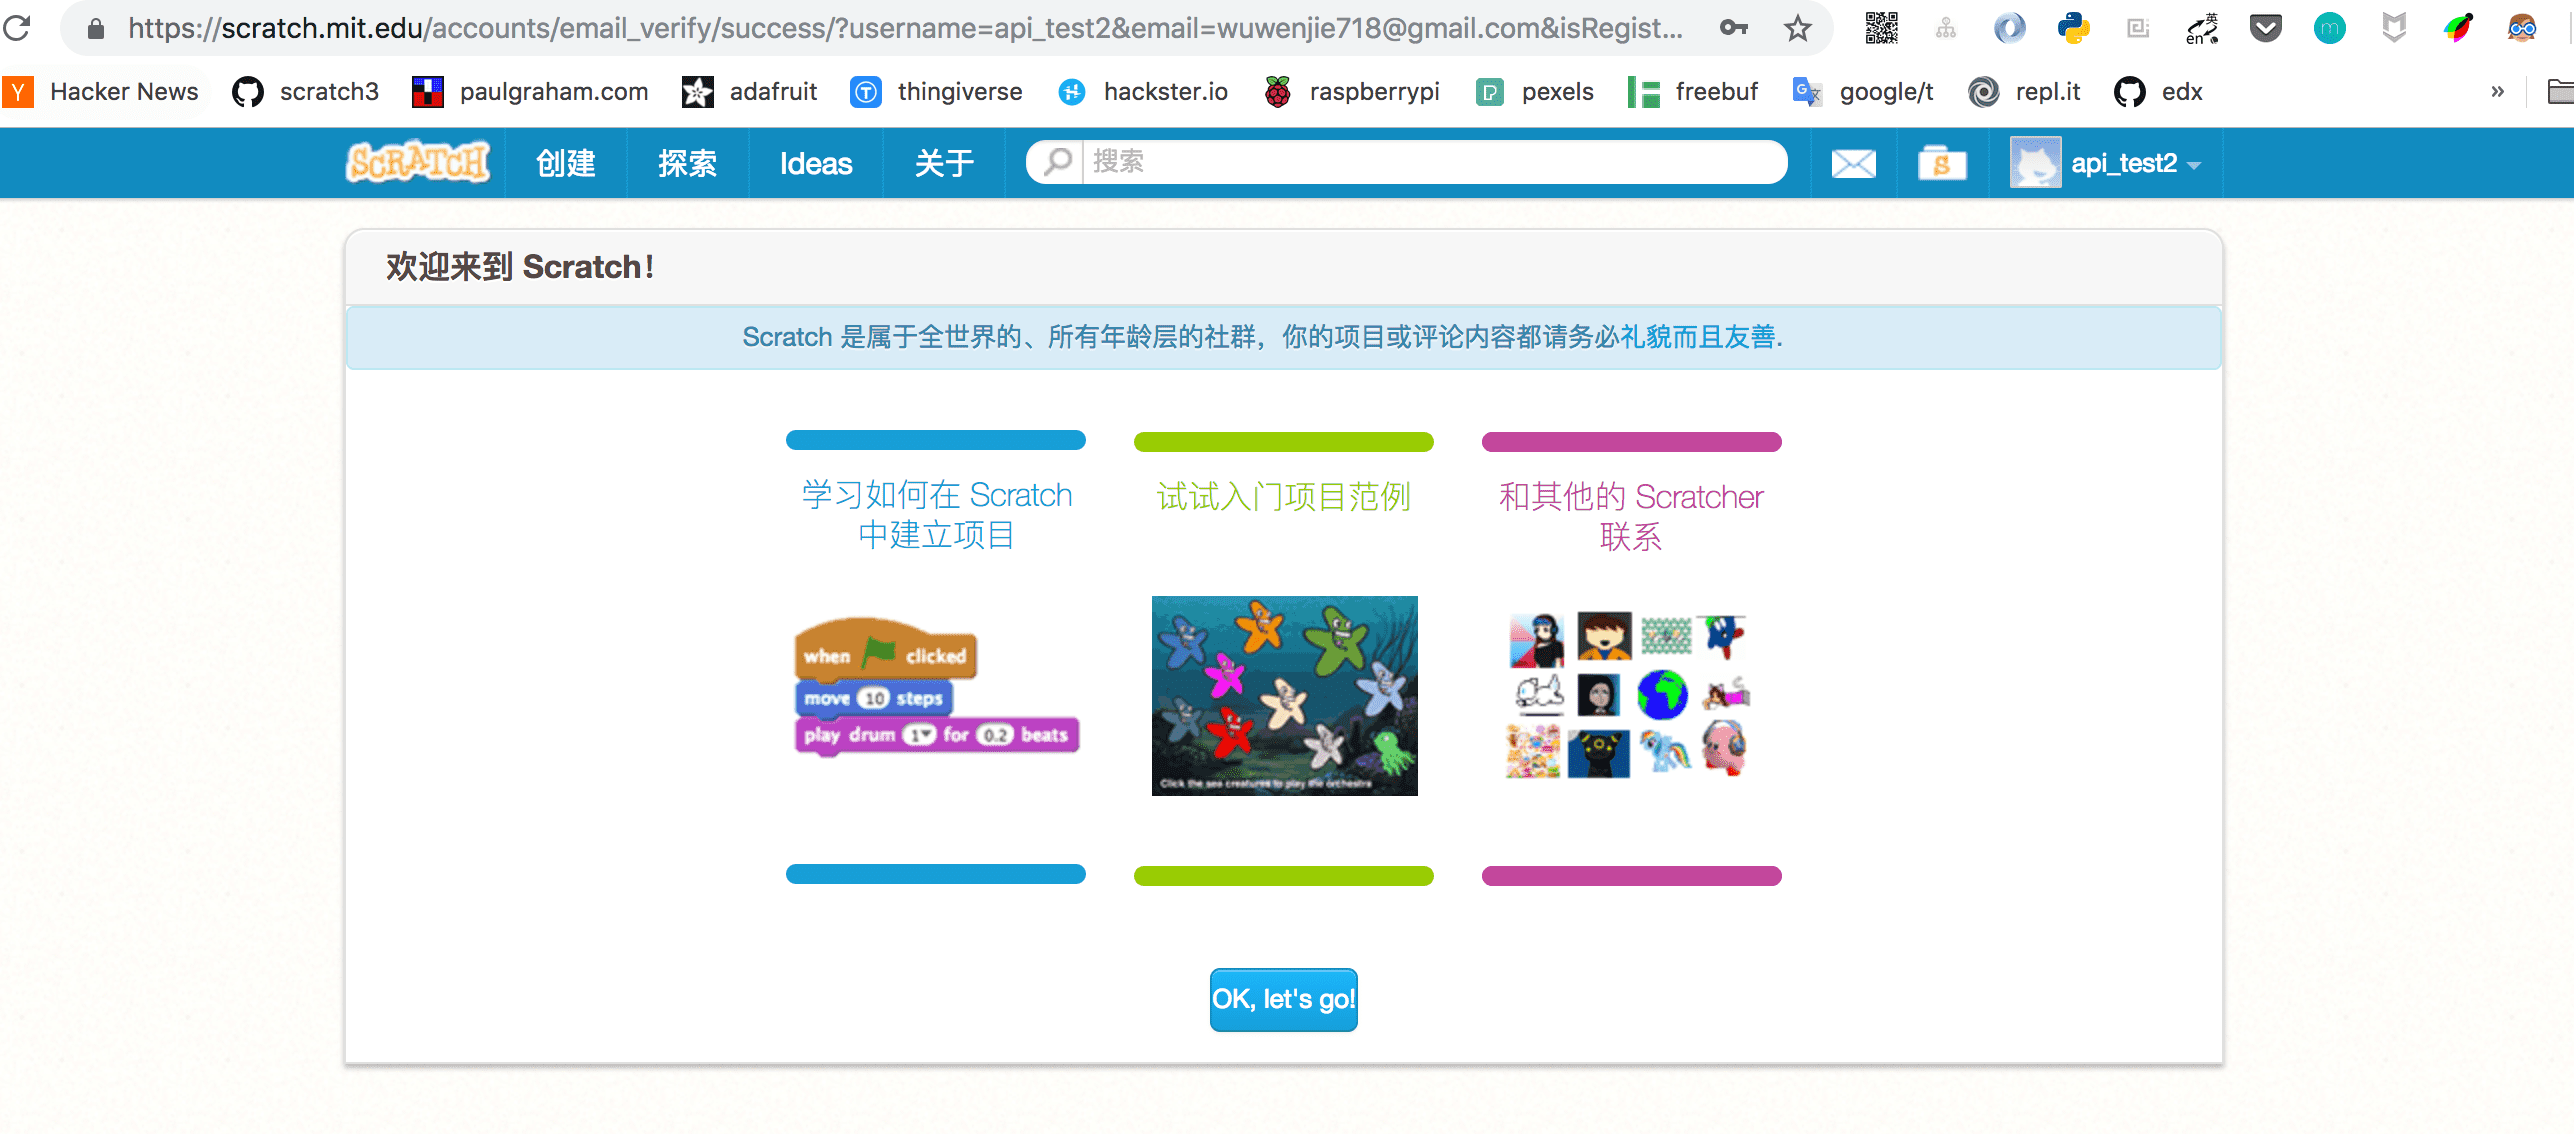 https://scratch.mit.edu/accounts/email_verify/success/?username=api_test2&email=wuwenjie718@gmail.com&isRegist...
英
en
m
Y Hacker News scratch3 paulgraham.com adafruit thingiverse hackster.io raspberrypi pexels freebuf google/t repl.it edx »
SCRATCH 创建 探索 Ideas 关于 搜索 S api_test2
欢迎来到 Scratch！
Scratch 是属于全世界的、所有年龄层的社群，你的项目或评论内容都请务必礼貌而且友善.
学习如何在 Scratch
中建立项目
试试入门项目范例
和其他的 Scratcher
联系
when clicked
move 10 steps
play drum 1 for 0.2 beats
Click the sea creatures to play the orchestra
OK, let's go!